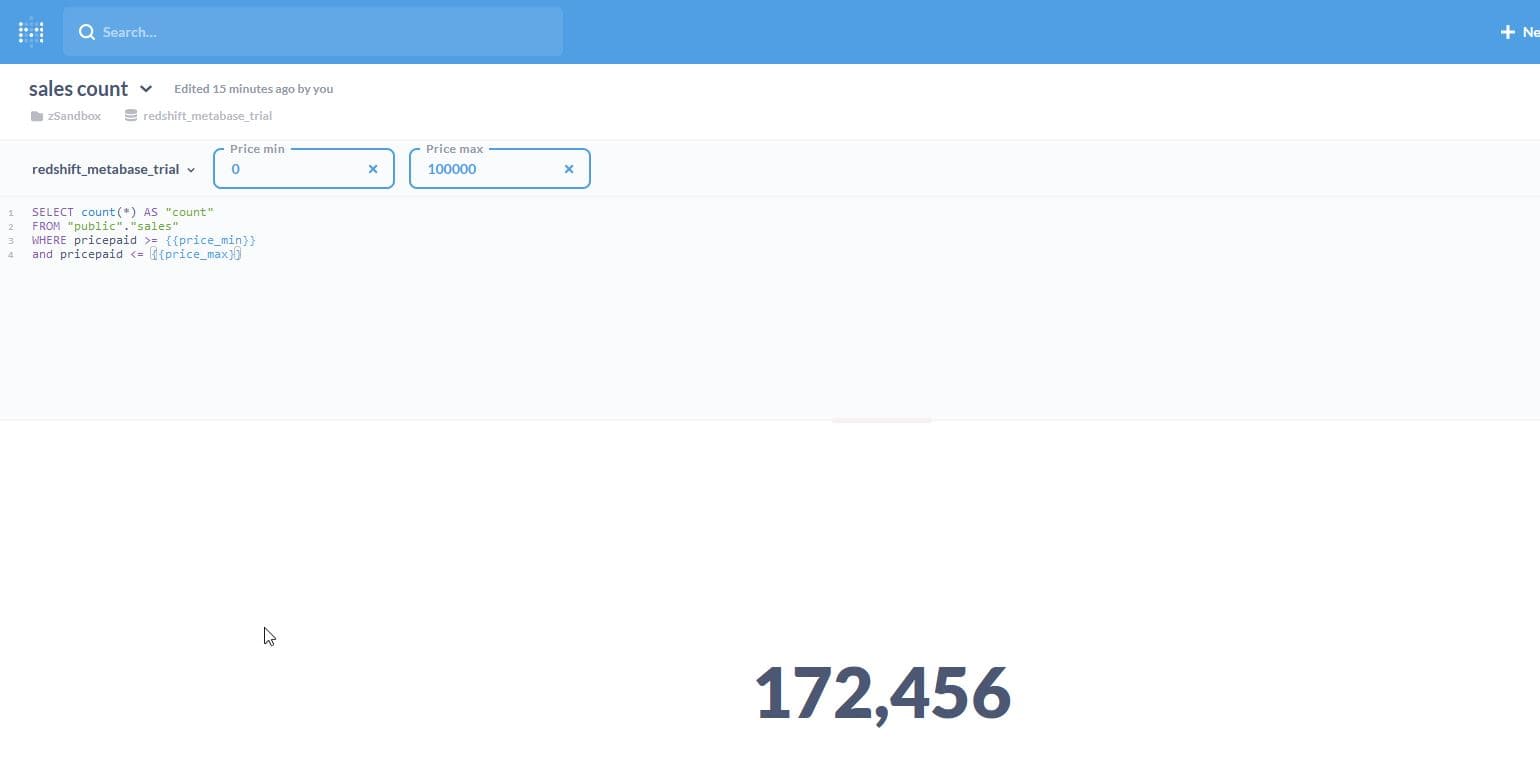 Search...
Ne
sales count Edited 15 minutes ago by you
zSandbox redshift_metabase_trial
Price min Price max
redshift_metabase_trial 0 100000
1 SELECT count(*) AS "count"
2 FROM "public"."sales"
3 WHERE pricepaid >= {{price_min}}
4 and pricepaid <= {{price_max}}
172,456